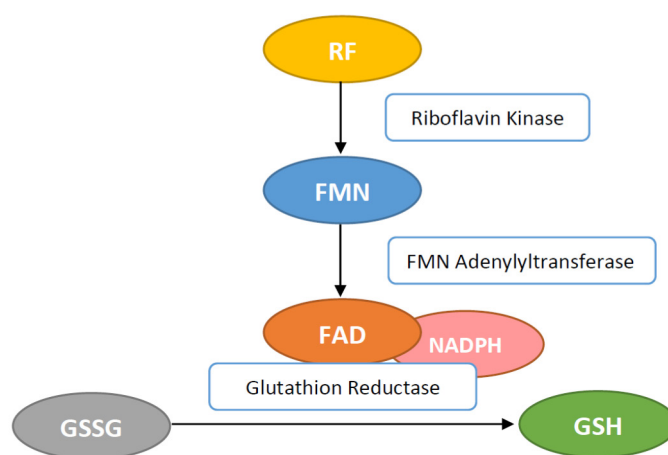 RF
Riboflavin Kinase
FMN
FMN Adenylyltransferase
FAD
NADPH
Glutathion Reductase
GSSG
GSH